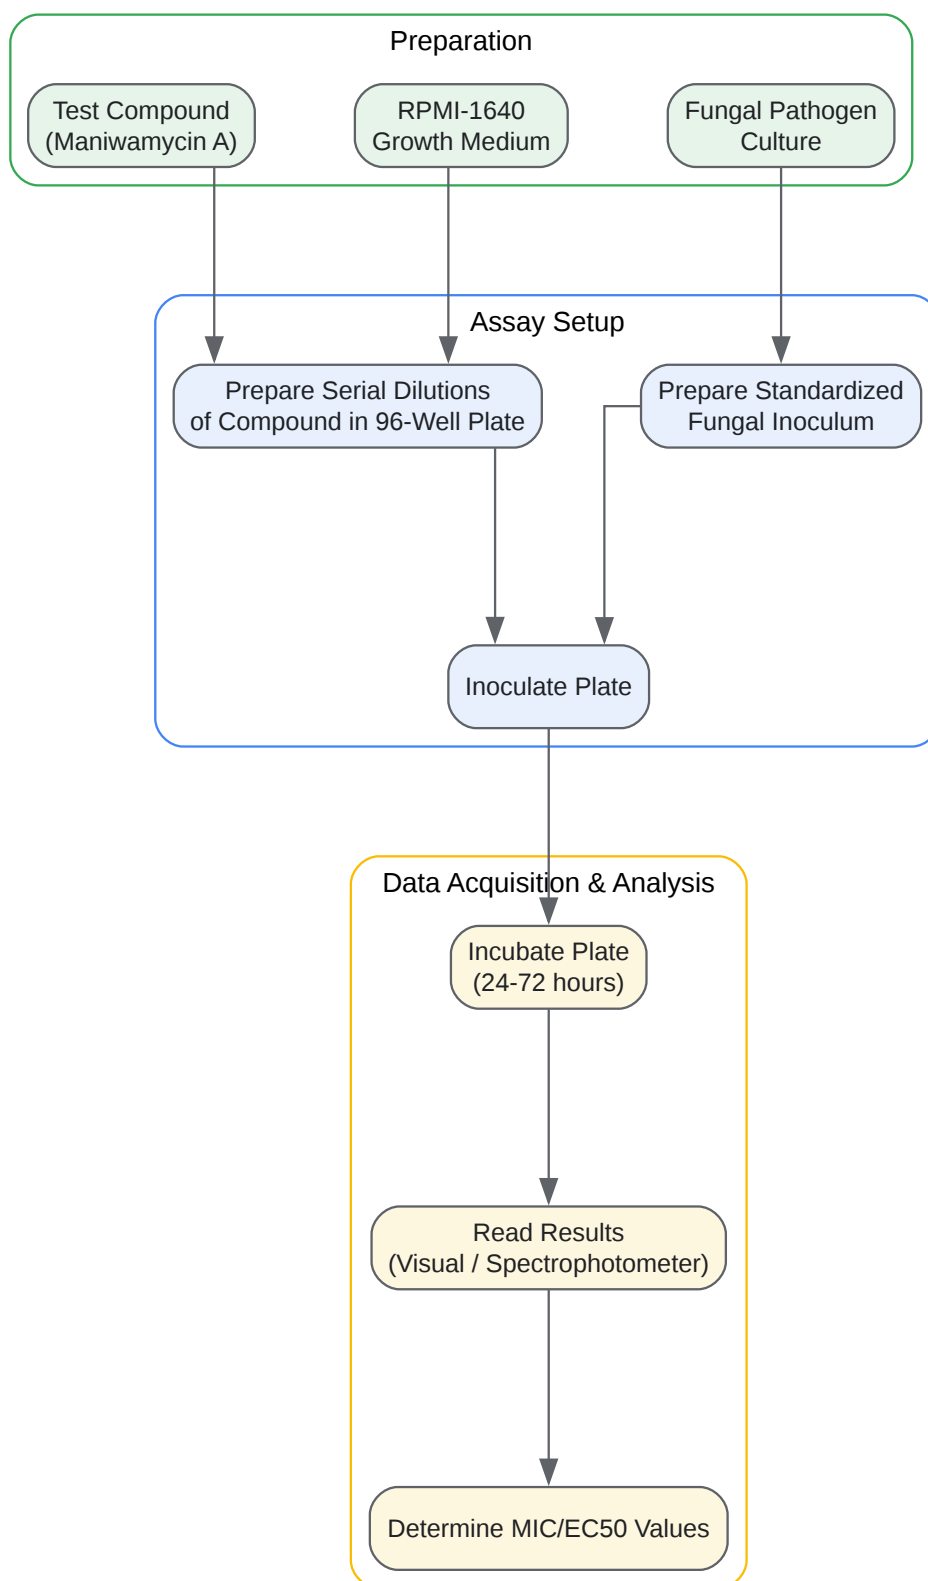 Preparation
Test Compound
(Maniwamycin A)
RPMI-1640
Growth Medium
Fungal Pathogen
Culture
Assay Setup
Prepare Serial Dilutions
of Compound in 96-Well Plate
Prepare Standardized
Fungal Inoculum
Inoculate Plate
Data Acquisition & Analysis
Incubate Plate
(24-72 hours)
Read Results
(Visual / Spectrophotometer)
Determine MIC/EC50 Values